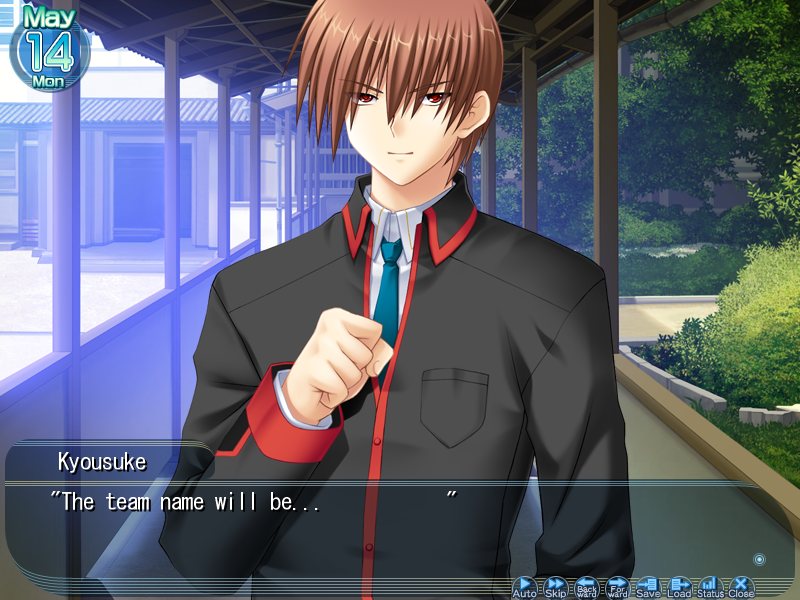 May
14
Mon
Kyousuke
"The team name will be... "
Auto Skip Back ward For ward Save Load Status Close